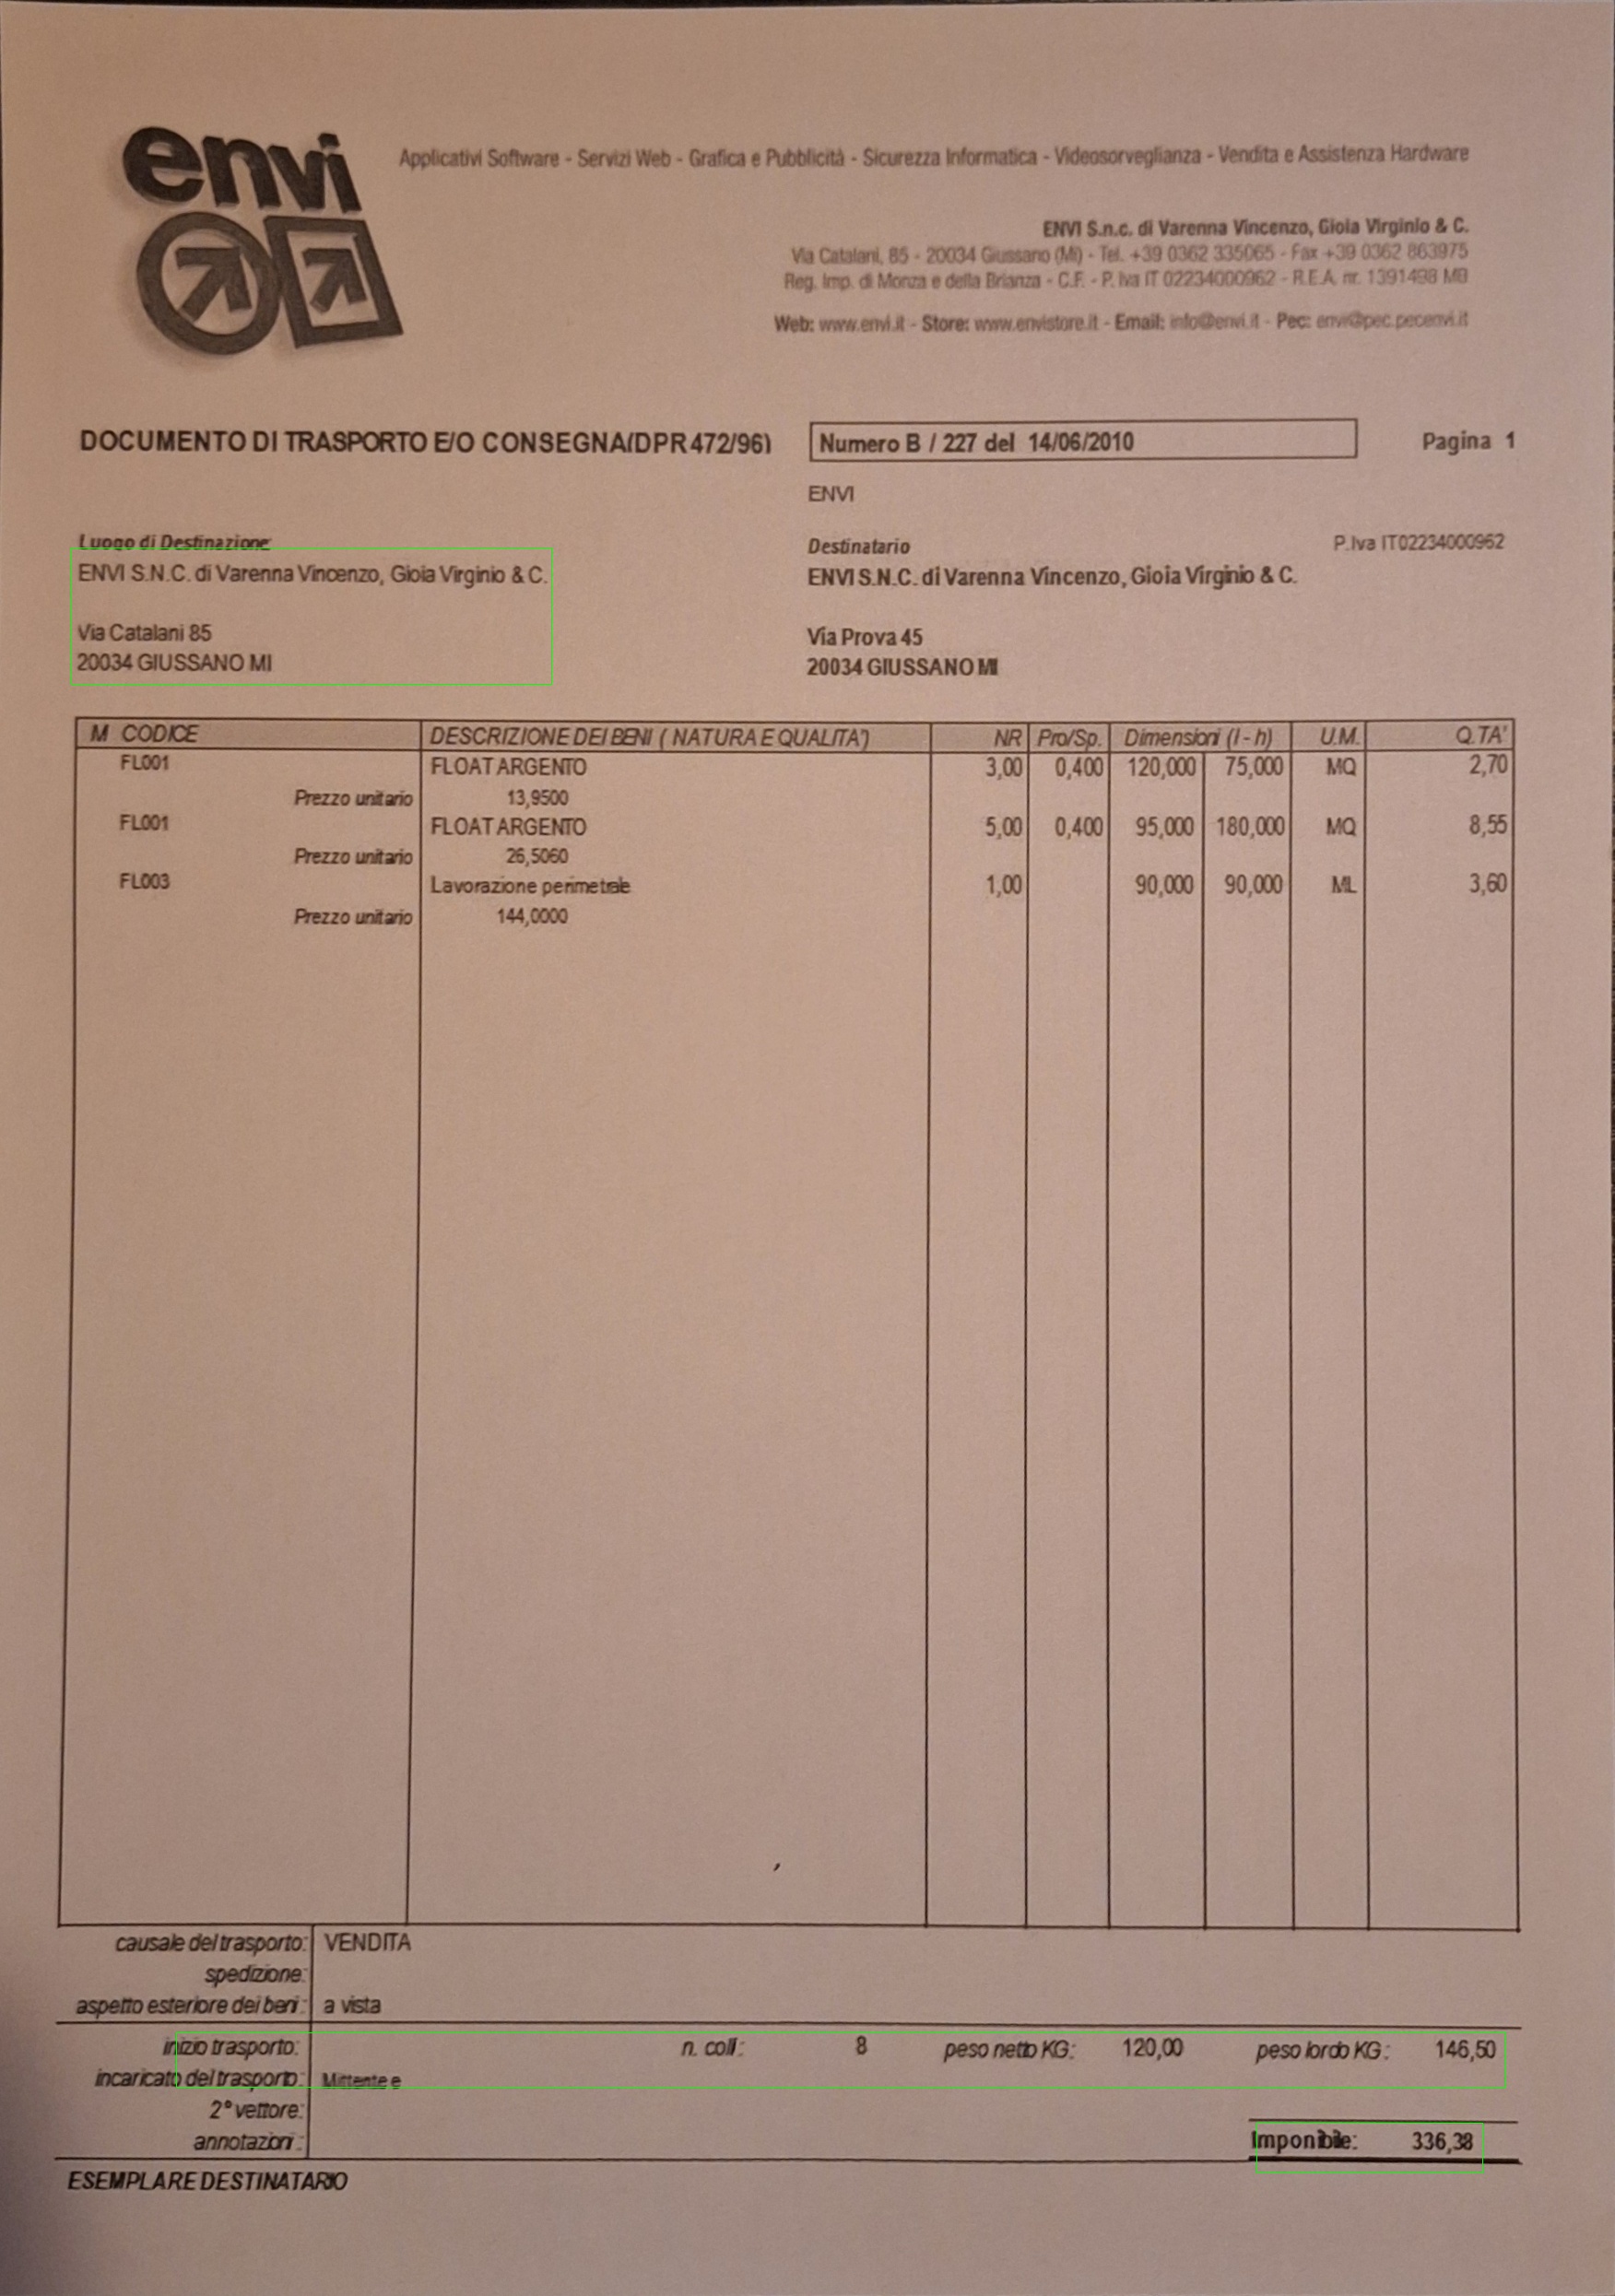 envi
Applicativi Software - Servizi Web - Grafica e Pubblicità - Sicurezza Informatica - Videosorveglianza - Vendita e Assistenza Hardware
ENVI S.n.c. di Varenna Vincenzo, Gioia Virginio & C.
Via Catalani, 85 - 20034 Giussano (Mi) - Tel. +39 0362 335065 - Fax +39 0362 863975
Reg. Imp. di Monza e della Brianza - C.F. - P. Iva IT 02234000962 - R.E.A. nr. 1391498 MB
Web: www.envi.it - Store: www.envistore.it - Email: info@envi.it - Pec: envi@pec.pecenvi.it
DOCUMENTO DI TRASPORTO E/O CONSEGNA(DPR 472/96) Numero B / 227 del 14/06/2010 Pagina 1
ENVI
Luogo di Destinazione:
ENVI S.N.C. di Varenna Vincenzo, Gioia Virginio & C.
Via Catalani 85
20034 GIUSSANO MI
Destinatario P.Iva IT02234000962
ENVI S.N.C. di Varenna Vincenzo, Gioia Virginio & C.
Via Prova 45
20034 GIUSSANO MI
M CODICE DESCRIZIONE DEI BENI ( NATURA E QUALITA') NR Pro/Sp. Dimensioni (l - h) U.M. Q.TA'
FL001 FLOAT ARGENTO 3,00 0,400 120,000 75,000 MQ 2,70
Prezzo unitario 13,9500
FL001 FLOAT ARGENTO 5,00 0,400 95,000 180,000 MQ 8,55
Prezzo unitario 26,5060
FL003 Lavorazione perimetrale 1,00 90,000 90,000 ML 3,60
Prezzo unitario 144,0000
causale del trasporto: VENDITA
spedizione:
aspetto esteriore dei beni : a vista
inizio trasporto: n. colli : 8 peso netto KG : 120,00 peso lordo KG : 146,50
incaricato del trasporto: Mittente e
2° vettore:
annotazioni :
Imponibile: 336,38
ESEMPLARE DESTINATARIO